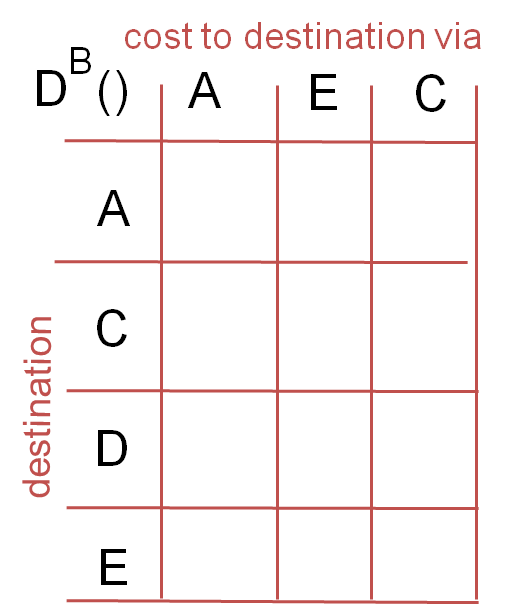 cost to destination via
D^B() A E C
A
C
D
E
destination